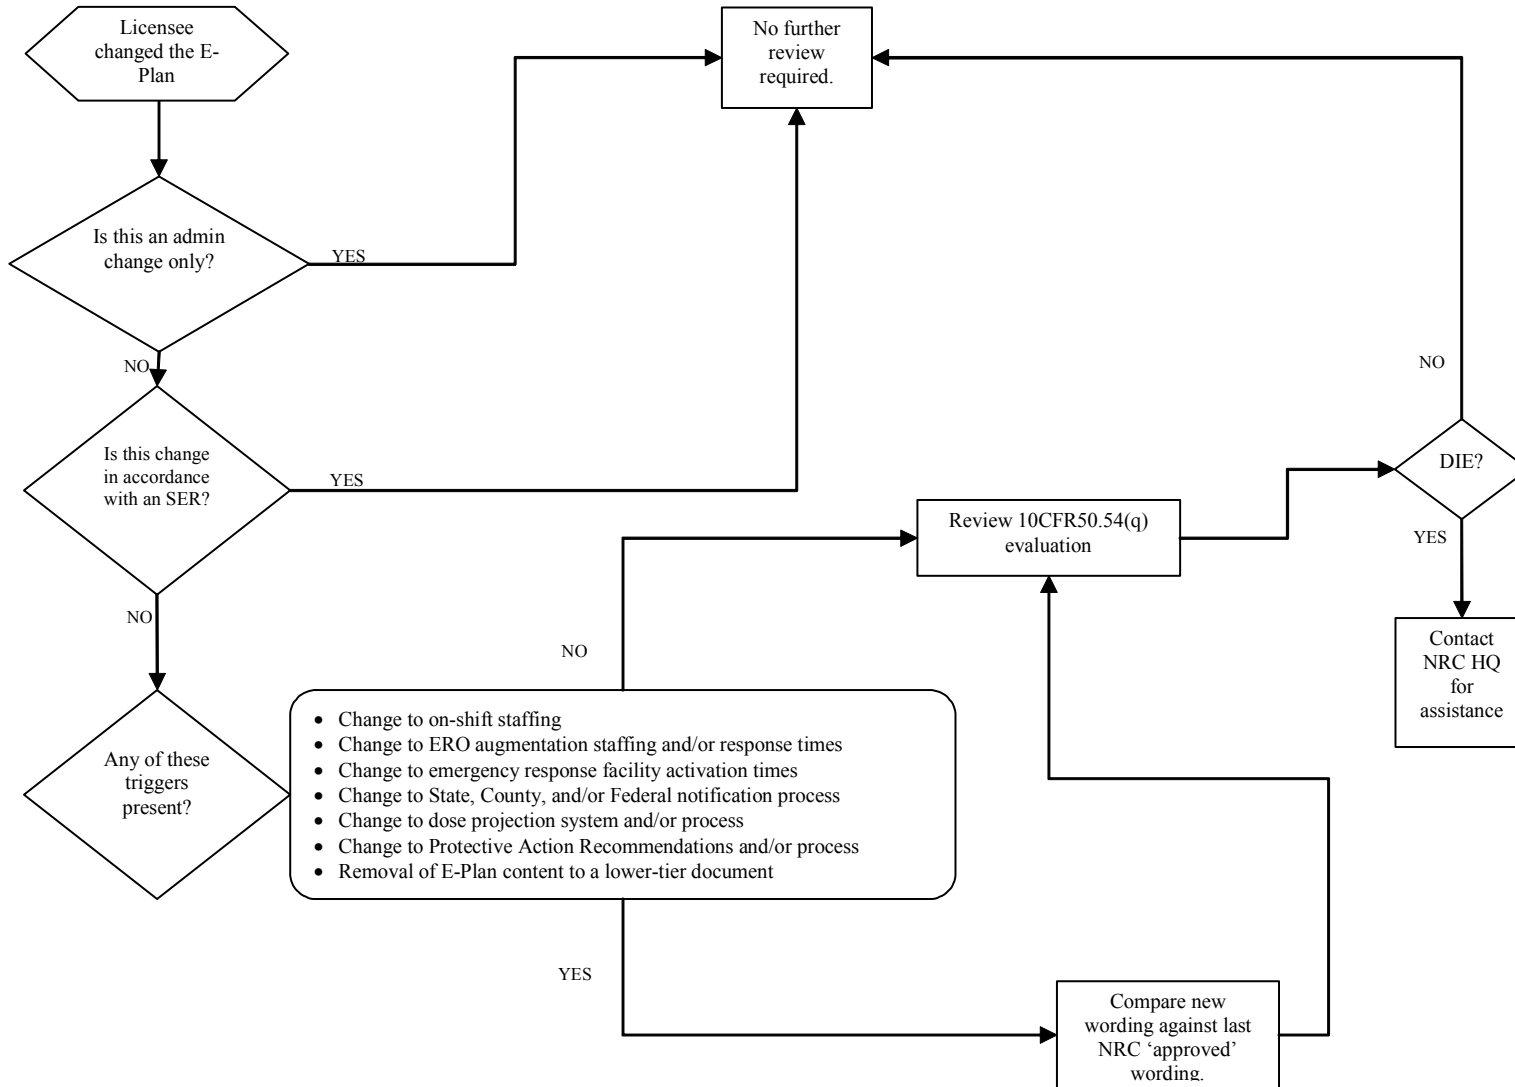 Licensee
changed the E-
Plan
No further
review
required.
Is this an admin
change only?
YES
NO
Is this change
in accordance
with an SER?
YES
NO
DIE?
NO
YES
Review 10CFR50.54(q)
evaluation
Contact
NRC HQ
for
assistance
NO
Any of these
triggers
present?
• Change to on-shift staffing
• Change to ERO augmentation staffing and/or response times
• Change to emergency response facility activation times
• Change to State, County, and/or Federal notification process
• Change to dose projection system and/or process
• Change to Protective Action Recommendations and/or process
• Removal of E-Plan content to a lower-tier document
YES
Compare new
wording against last
NRC ‘approved’
wording.